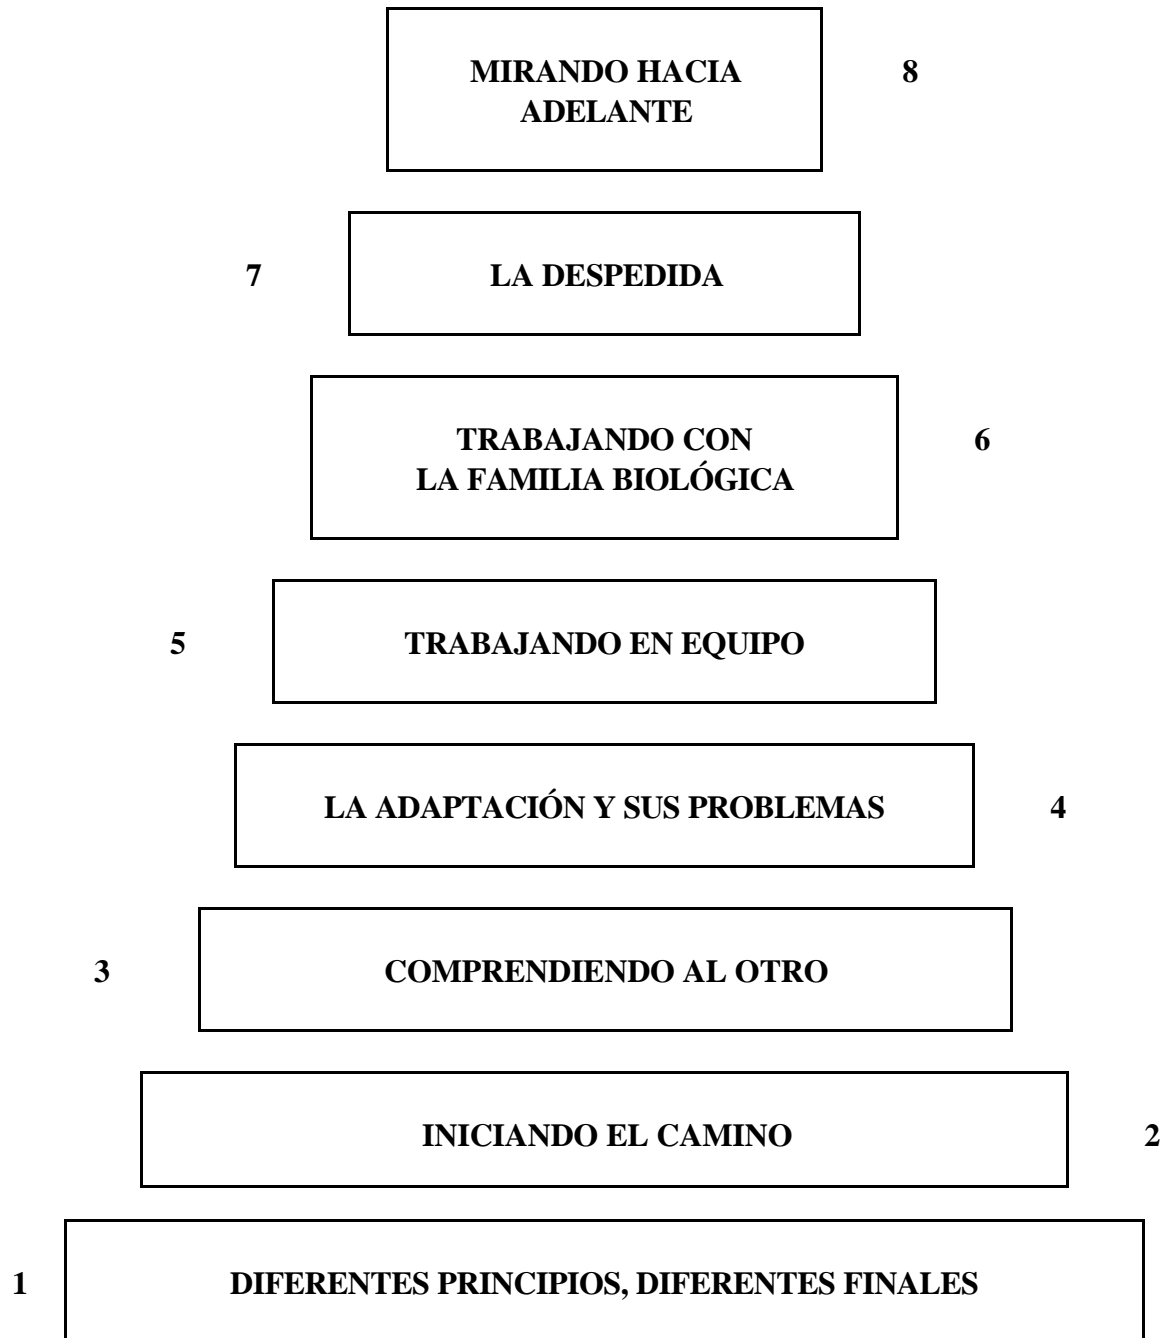 MIRANDO HACIA 8
ADELANTE
7 LA DESPEDIDA
TRABAJANDO CON 6
LA FAMILIA BIOLÓGICA
5 TRABAJANDO EN EQUIPO
LA ADAPTACIÓN Y SUS PROBLEMAS 4
3 COMPRENDIENDO AL OTRO
INICIANDO EL CAMINO 2
1 DIFERENTES PRINCIPIOS, DIFERENTES FINALES